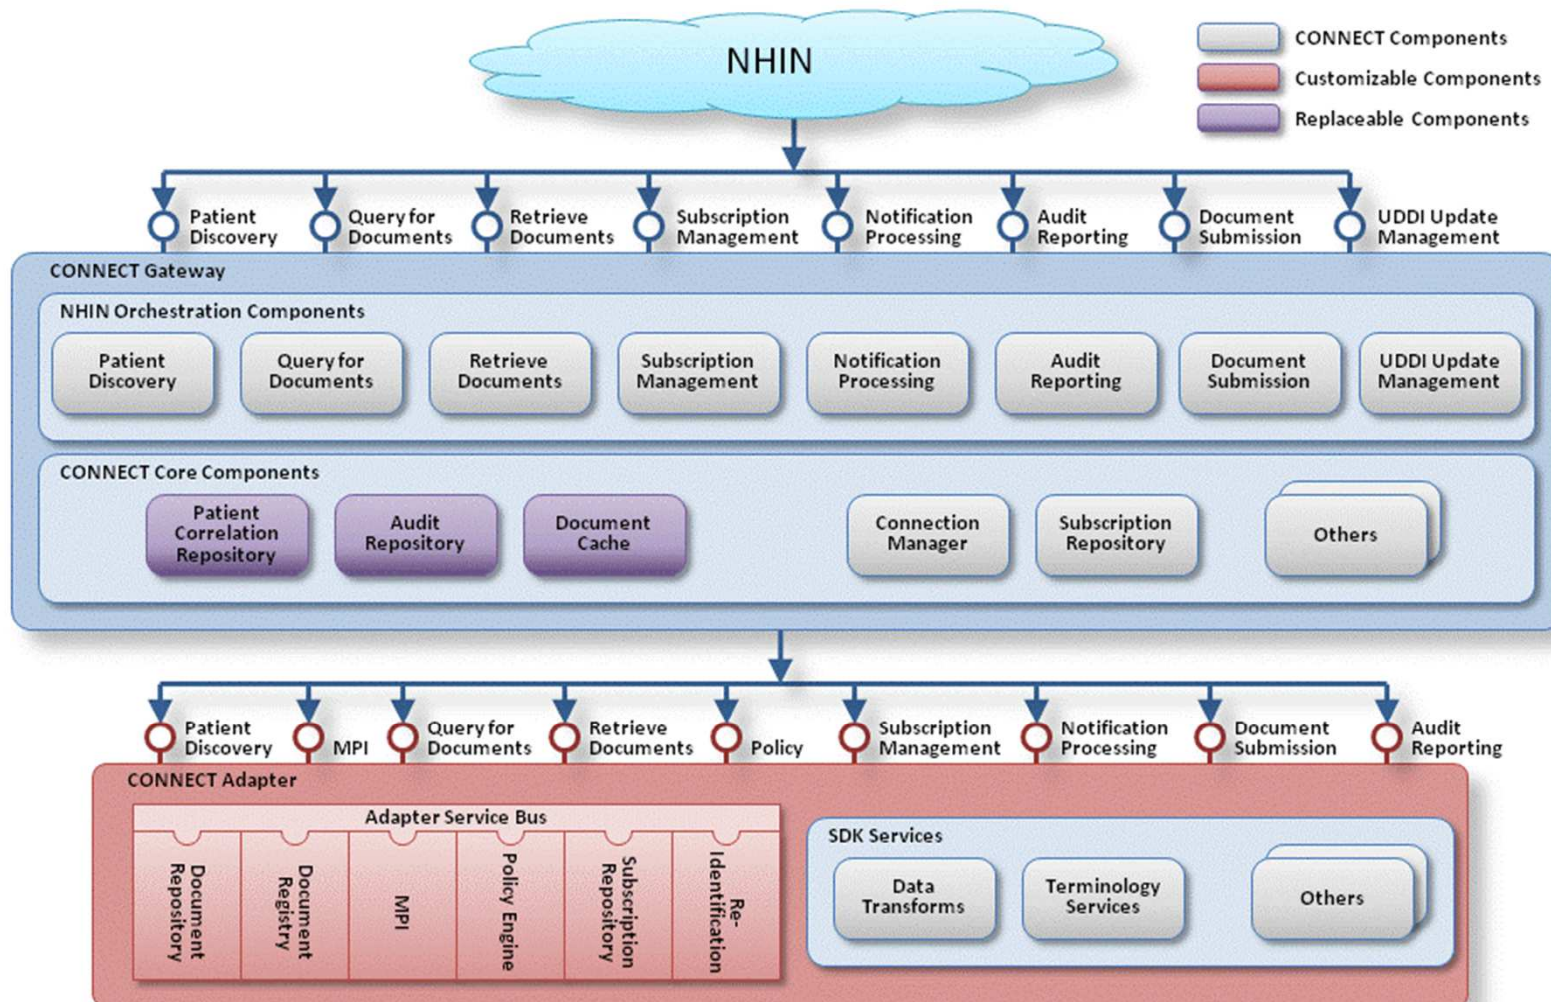 NHIN
CONNECT Components
Customizable Components
Replaceable Components
Patient
Discovery
Query for
Documents
Retrieve
Documents
Subscription
Management
Notification
Processing
Audit
Reporting
Document
Submission
UDDI Update
Management
CONNECT Gateway
NHIN Orchestration Components
Patient
Discovery
Query for
Documents
Retrieve
Documents
Subscription
Management
Notification
Processing
Audit
Reporting
Document
Submission
UDDI Update
Management
CONNECT Core Components
Patient
Correlation
Repository
Audit
Repository
Document
Cache
Connection
Manager
Subscription
Repository
Others
Patient
Discovery
MPI
Query for
Documents
Retrieve
Documents
Policy
Subscription
Management
Notification
Processing
Document
Submission
Audit
Reporting
CONNECT Adapter
Adapter Service Bus
Document
Repository
Document
Registry
MPI
Policy Engine
Subscription
Repository
Re-
Identification
SDK Services
Data
Transforms
Terminology
Services
Others